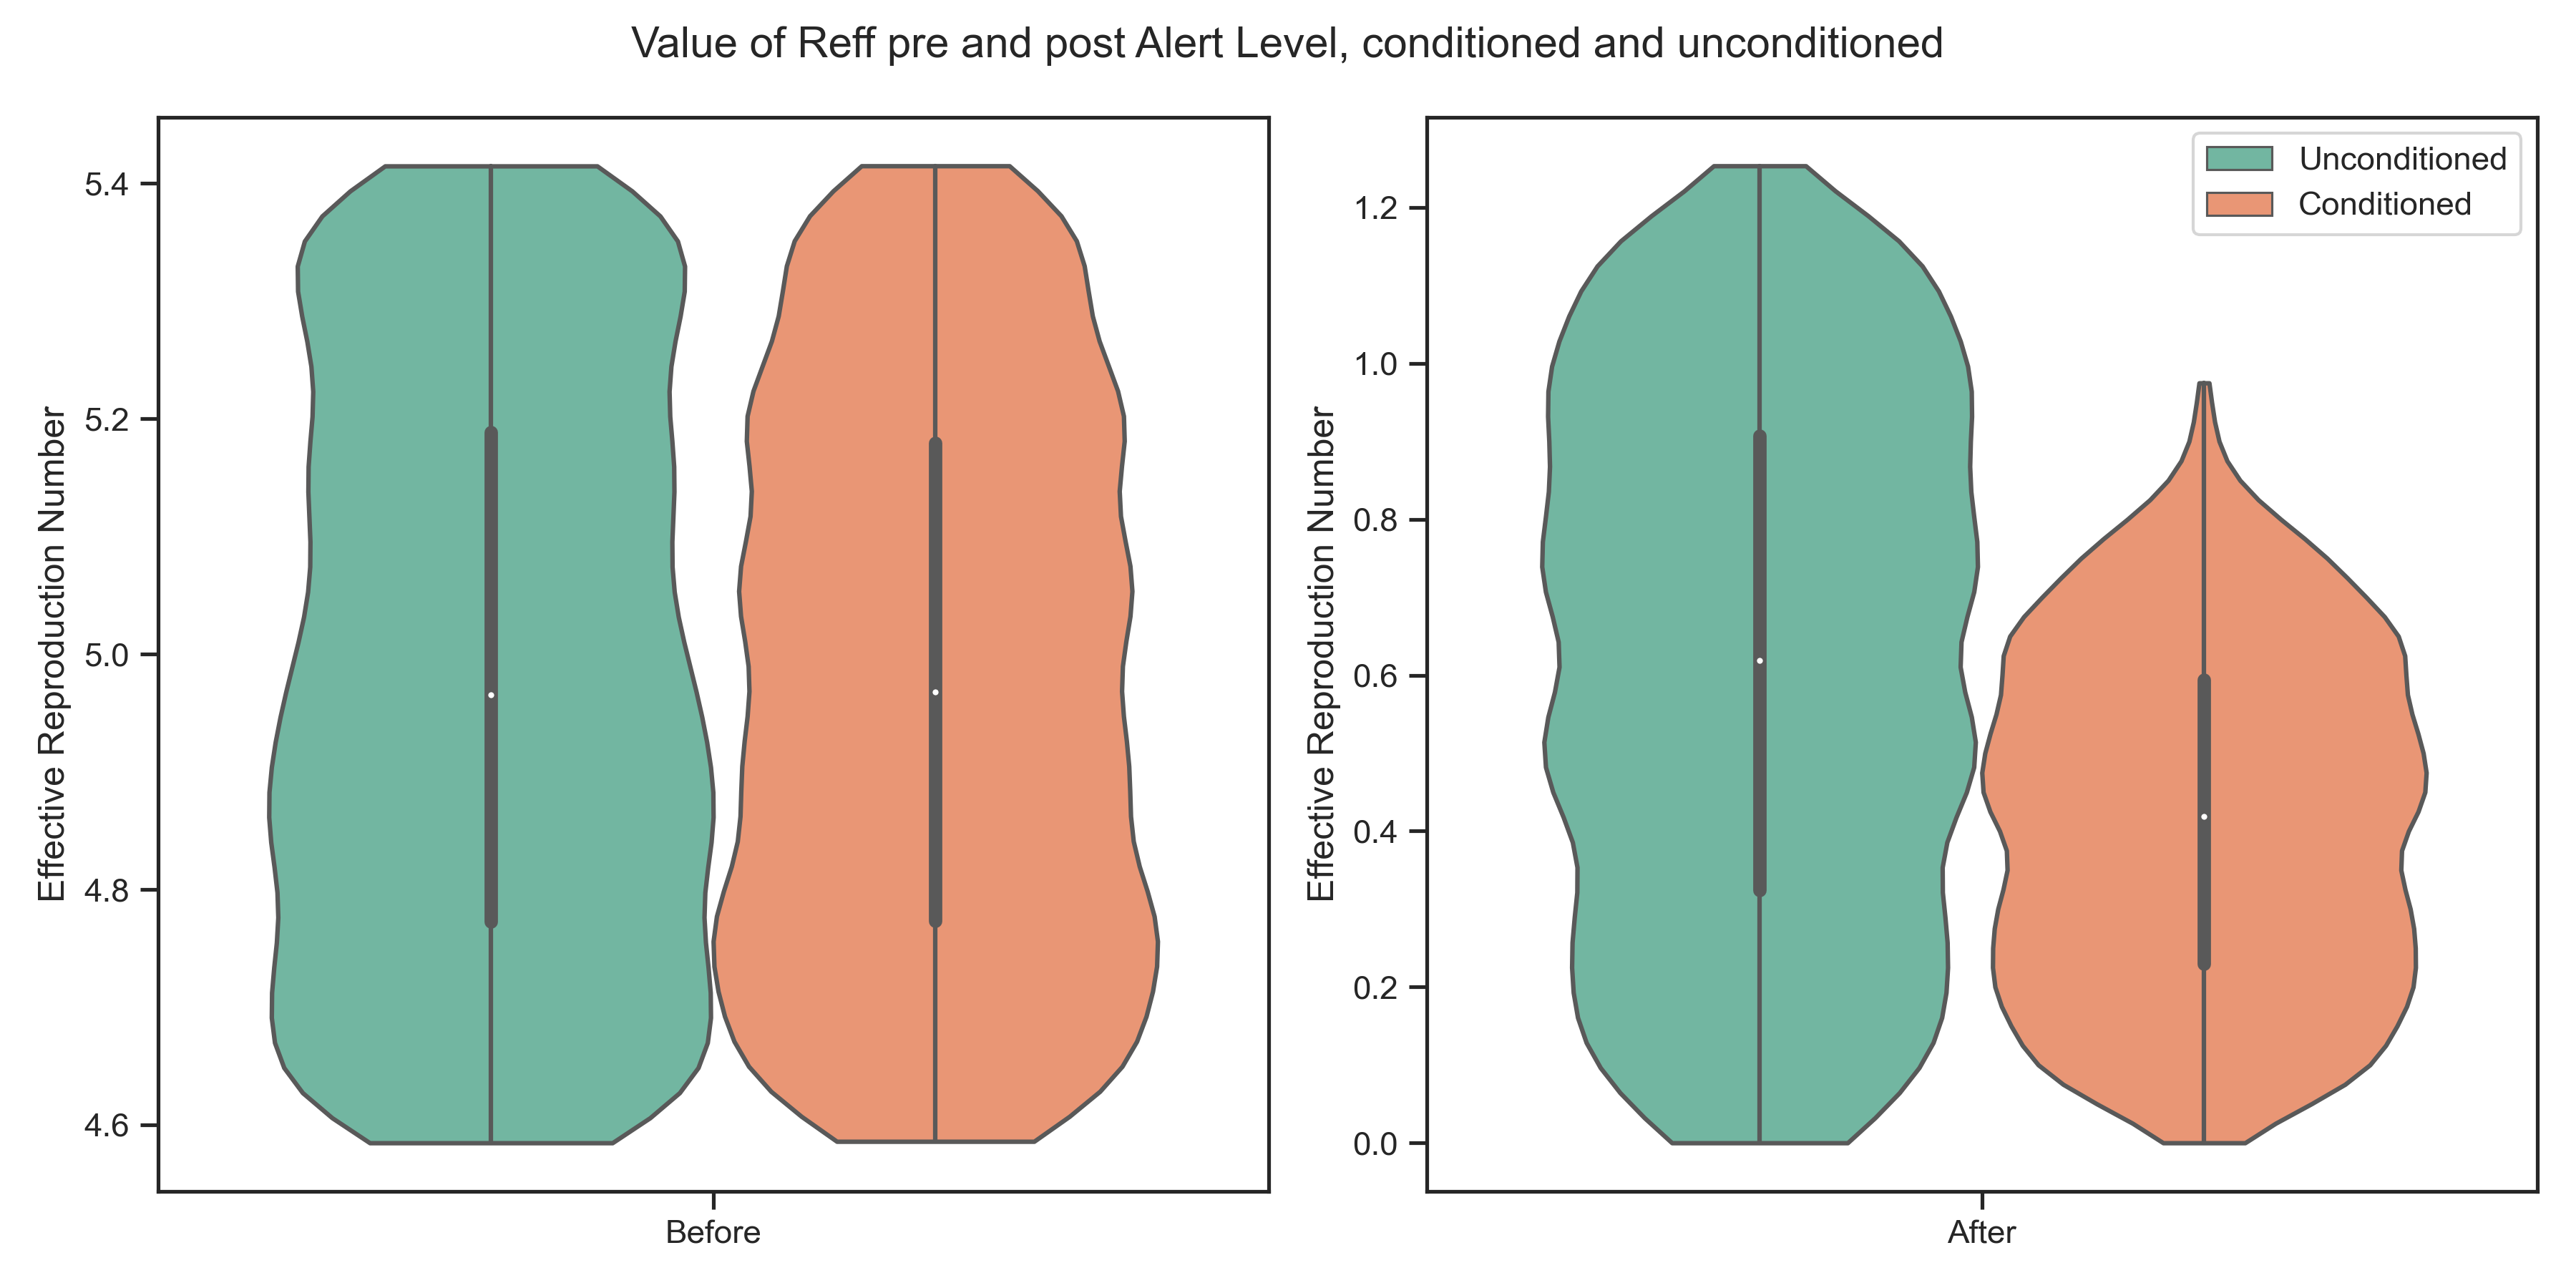 Value of Reff pre and post Alert Level, conditioned and unconditioned
Effective Reproduction Number
5.4
5.2
5.0
4.8
4.6
Before
Effective Reproduction Number
1.2
1.0
0.8
0.6
0.4
0.2
0.0
After
Unconditioned
Conditioned